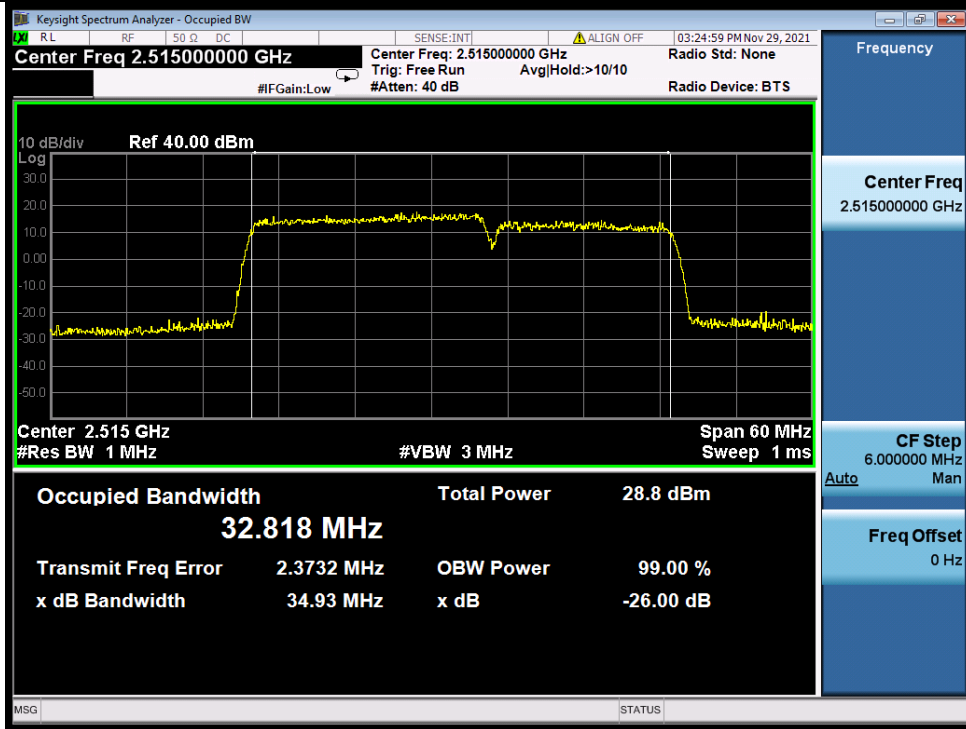 Keysight Spectrum Analyzer - Occupied BW
LXI RL RF 50 Ω DC SENSE:INT ALIGN OFF 03:24:59 PM Nov 29, 2021
Center Freq 2.515000000 GHz
Center Freq: 2.515000000 GHz Radio Std: None
Trig: Free Run Avg|Hold:>10/10
#IFGain:Low #Atten: 40 dB Radio Device: BTS
10 dB/div Ref 40.00 dBm
Log
30.0
20.0
10.0
0.00
-10.0
-20.0
-30.0
-40.0
-50.0
Center 2.515 GHz Span 60 MHz
#Res BW 1 MHz #VBW 3 MHz Sweep 1 ms
Occupied Bandwidth Total Power 28.8 dBm
32.818 MHz
Transmit Freq Error 2.3732 MHz OBW Power 99.00 %
x dB Bandwidth 34.93 MHz x dB -26.00 dB
MSG STATUS
Frequency
Center Freq
2.515000000 GHz
CF Step
6.000000 MHz
Auto Man
Freq Offset
0 Hz